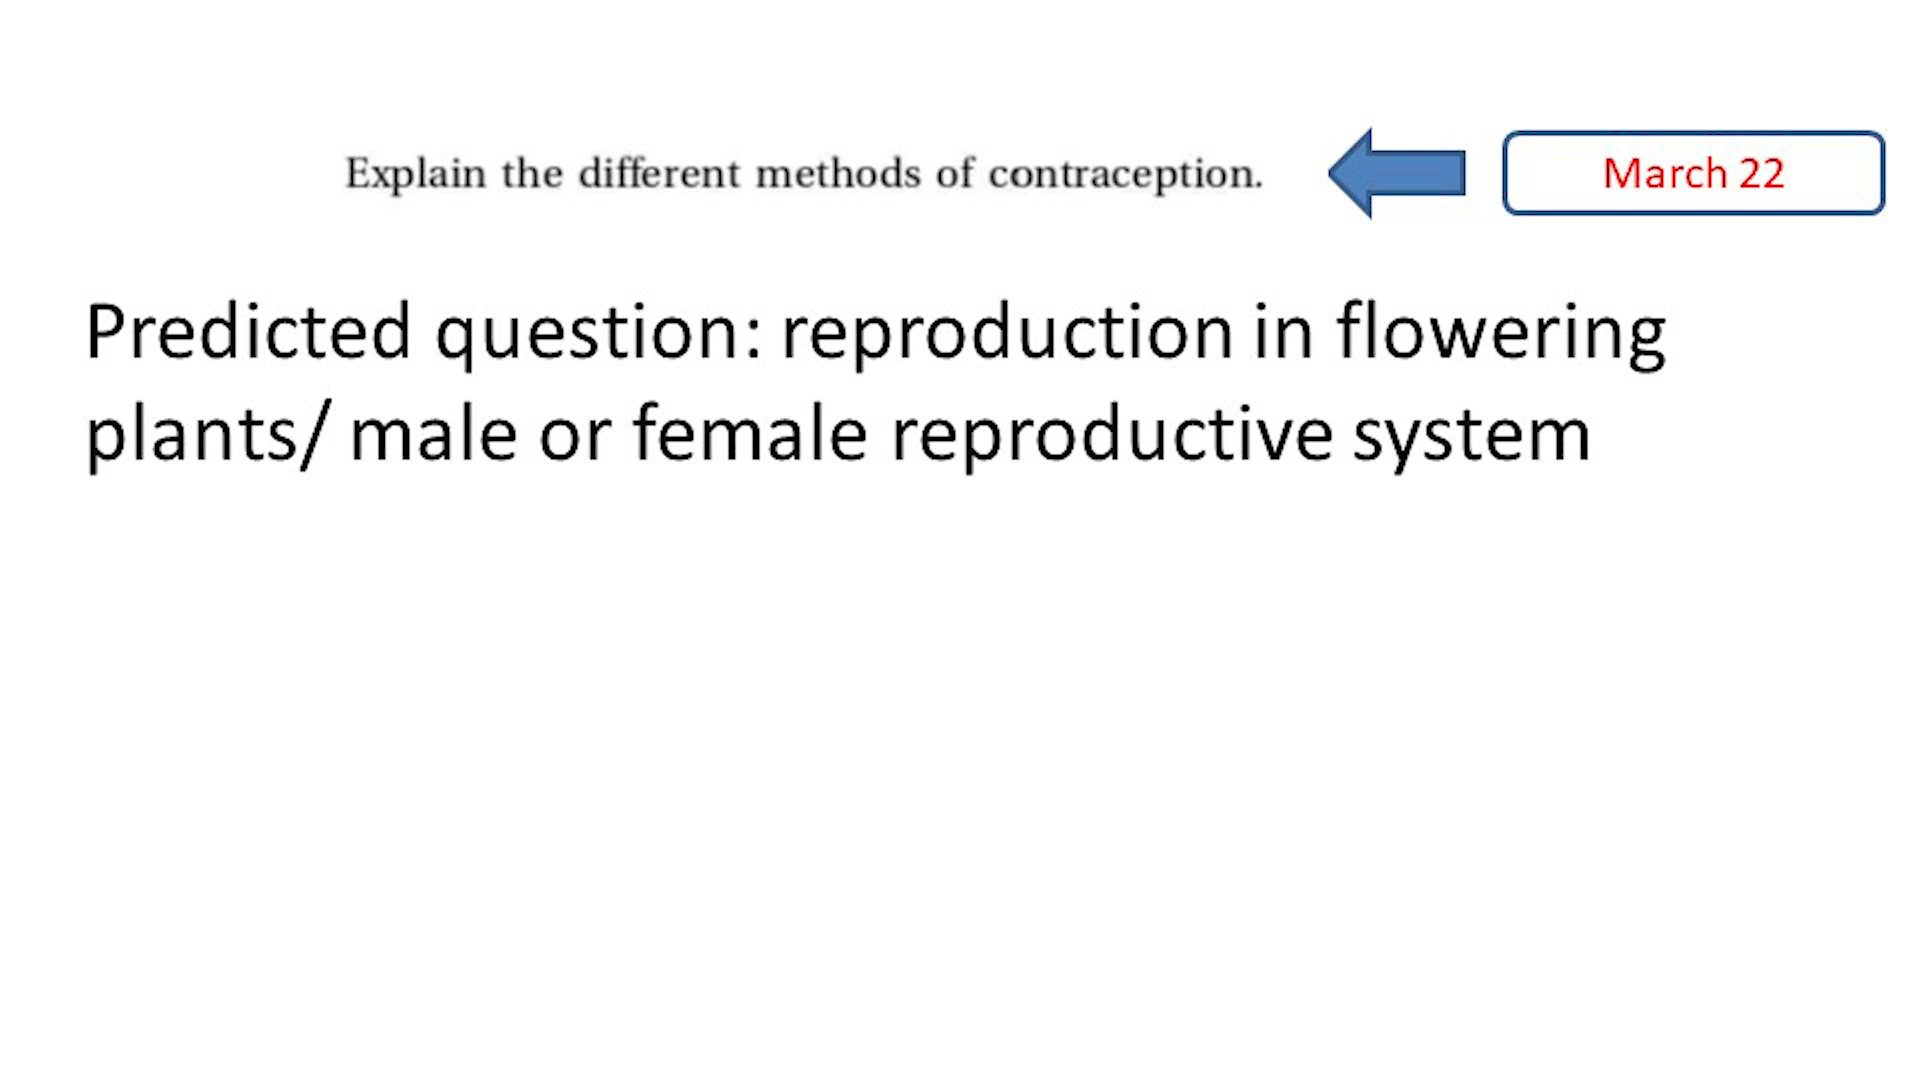 Explain the different methods of contraception.
March 22
Predicted question: reproduction in flowering
plants/ male or female reproductive system